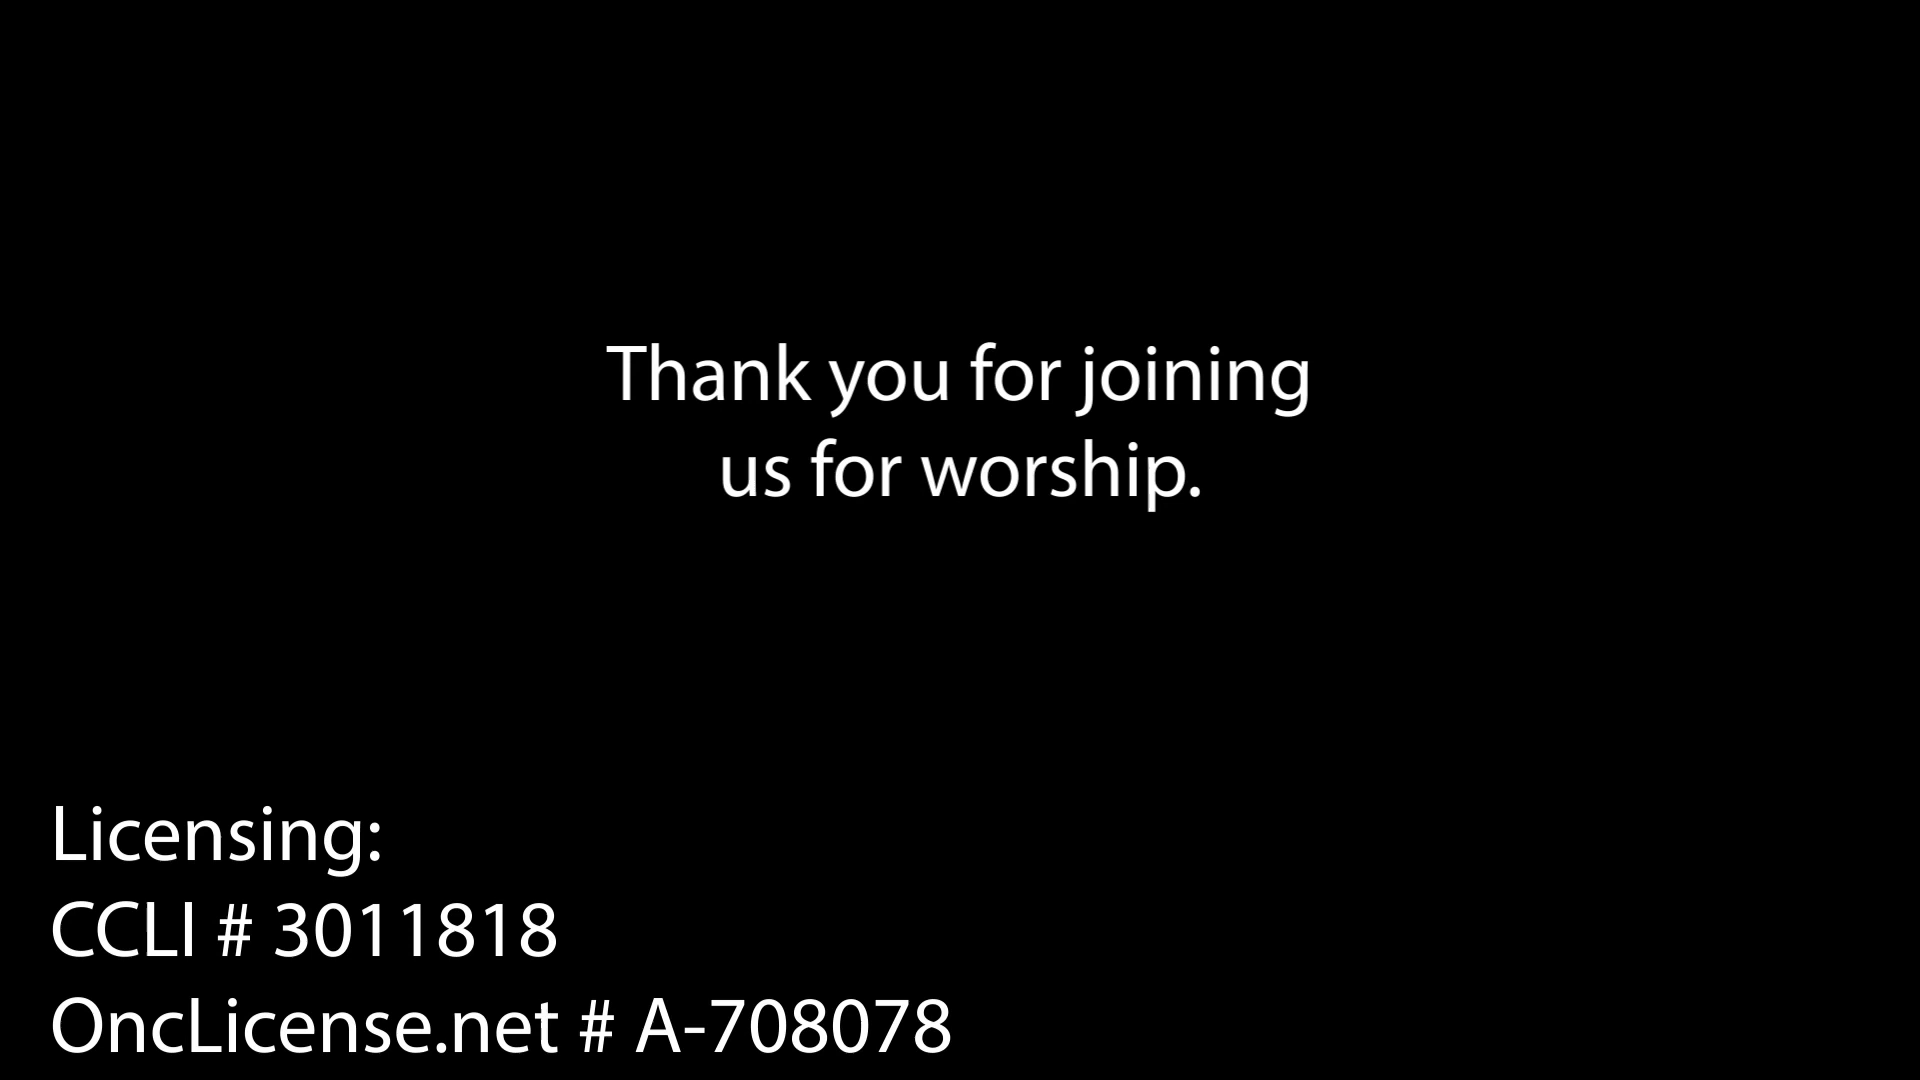 Thank you for joining
us for worship.
Licensing:
CCLI # 3011818
OncLicense.net # A-708078